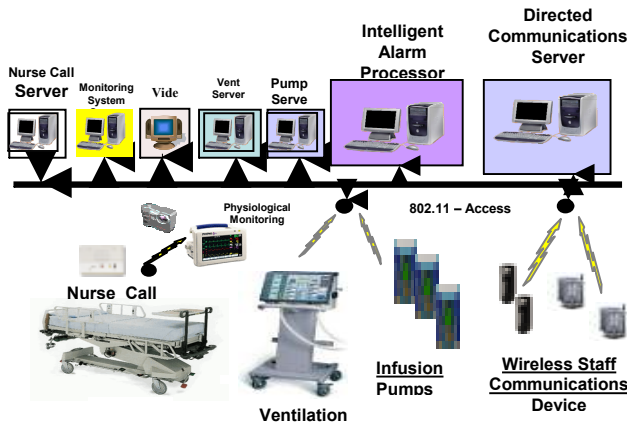 Intelligent
Alarm
Processor
Directed
Communications
Server
Nurse Call
Server
Monitoring
System
Vide
Vent
Server
Pump
Serve
Physiological
Monitoring
802.11 – Access
Nurse Call
Ventilation
Infusion
Pumps
Wireless Staff
Communications
Device